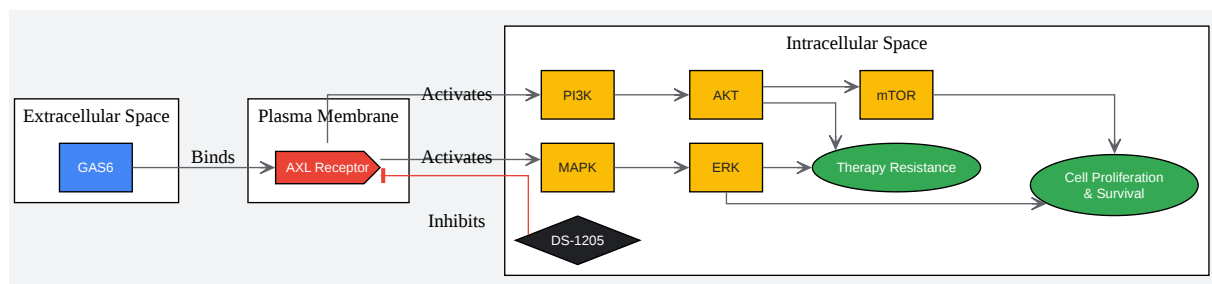 Intracellular Space
Extracellular Space
Plasma Membrane
GAS6
Binds
AXL Receptor
Activates
PI3K
AKT
mTOR
Activates
MAPK
ERK
Therapy Resistance
Cell Proliferation
& Survival
Inhibits
DS-1205